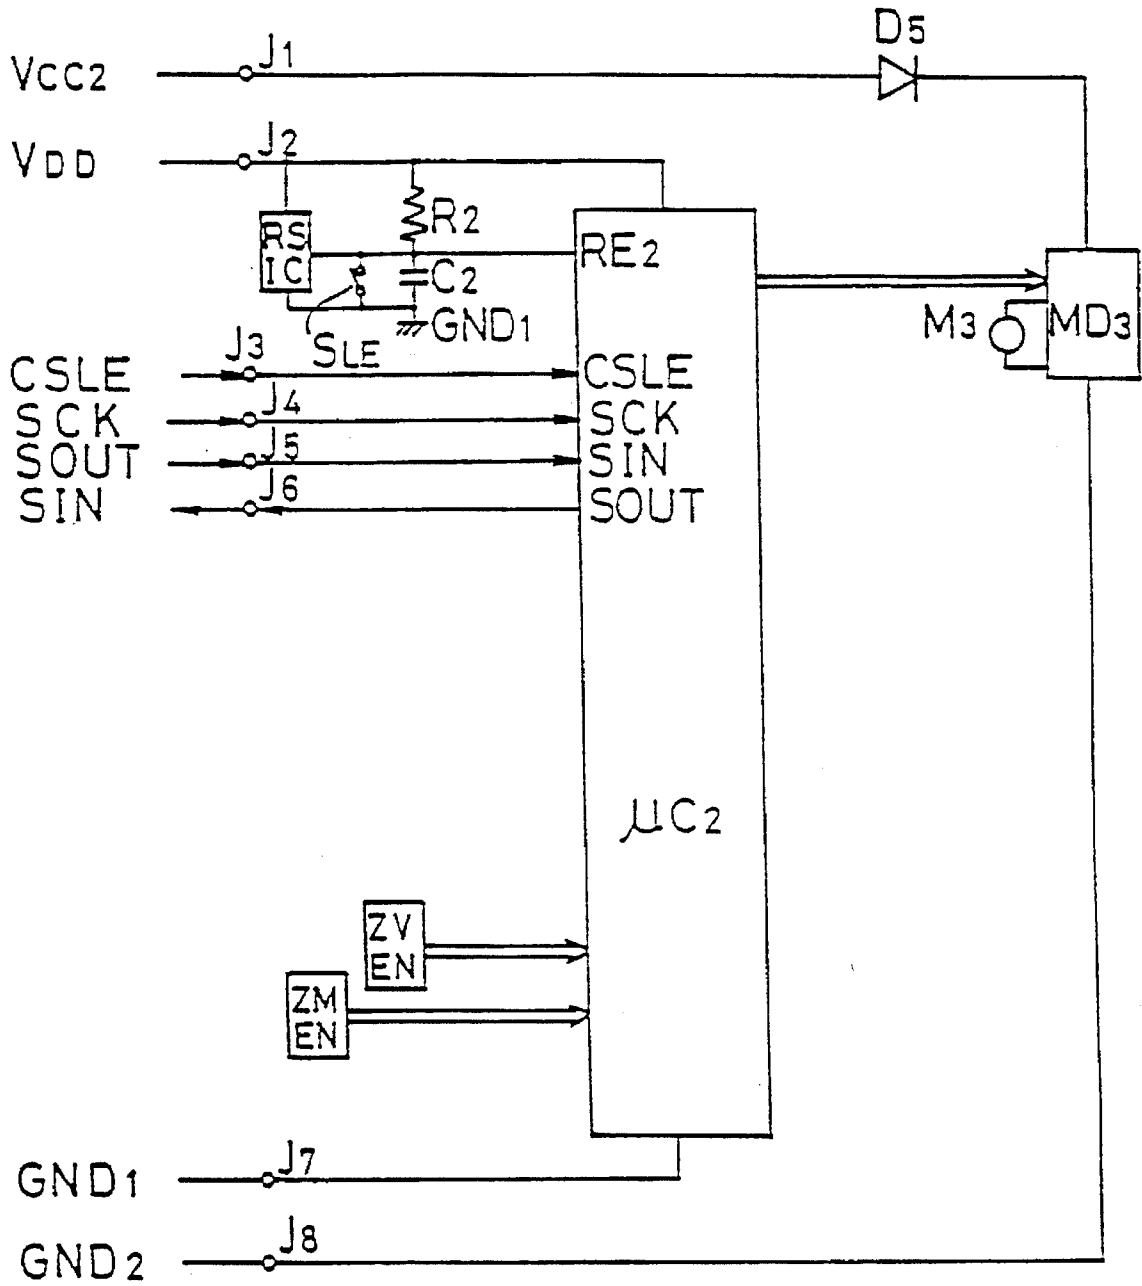 D5
J1
VCC2
J2
VDD
RS
IC
R2
RE2
C2
GND1
SLE
M3
MD3
J3
CSLE
CSLE
J4
SCK
SCK
J5
SOUT
SIN
J6
SIN
SOUT
μC2
ZV
EN
ZM
EN
J7
GND1
J8
GND2